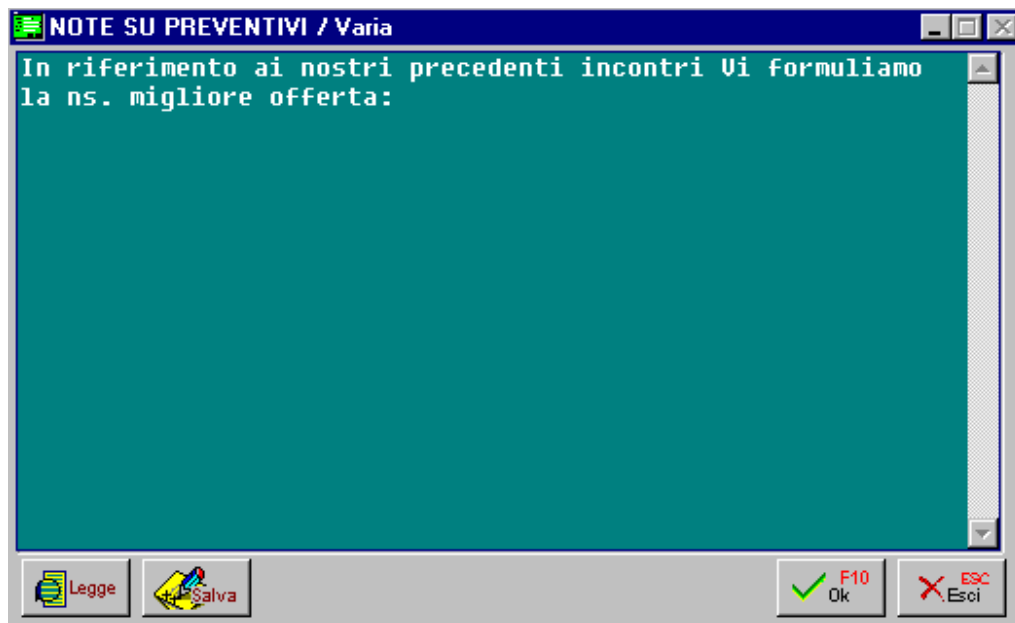 NOTE SU PREVENTIVI / Varia
In riferimento ai nostri precedenti incontri Vi formuliamo
la ns. migliore offerta:
Legge
Salva
F10
Ok
ESC
Esci